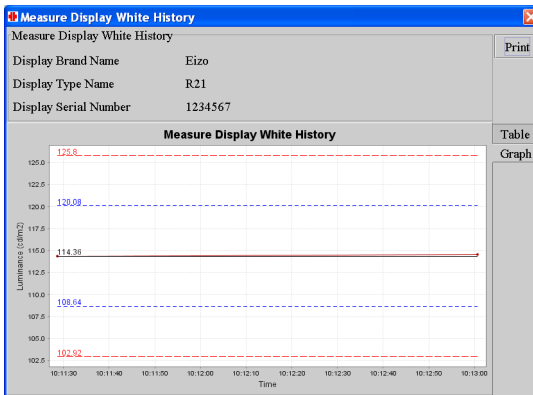 Measure Display White History
Measure Display White History
Print
Display Brand Name Eizo
Display Type Name R21
Display Serial Number 1234567
Table
Graph
Measure Display White History
125.8
125.0
122.5
120.08
120.0
117.5
115.0
114.36
112.5
110.0
108.64
107.5
105.0
102.92
102.5
Luminance (cd/m2)
10:11:30 10:11:40 10:11:50 10:12:00 10:12:10 10:12:20 10:12:30 10:12:40 10:12:50 10:13:00
Time